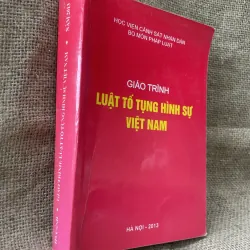 HỌC VIỆN CẢNH SÁT NHÂN DÂN
BỘ MÔN PHÁP LUẬT
GIÁO TRÌNH
LUẬT TỐ TỤNG HÌNH SỰ
VIỆT NAM
HÀ NỘI - 2013